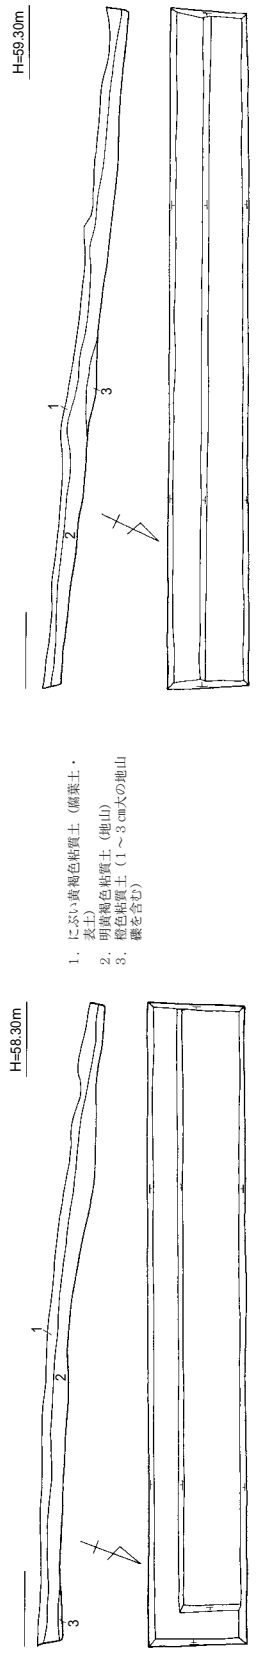 H=58.30m
1
2
3
1．にぶい黄褐色粘質土（腐葉土・
表土）
2．明黄褐色粘質土（地山）
3．橙色粘質土（1～3㎝大の地山
礫を含む）
H=59.30m
1
2
3